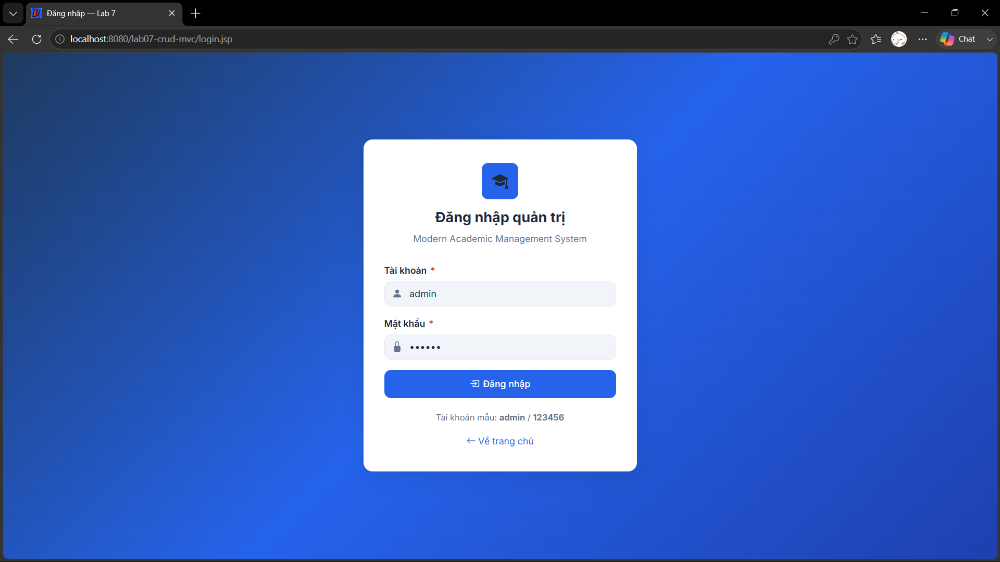 Đăng nhập — Lab 7
localhost:8080/lab07-crud-mvc/login.jsp
Chat
Đăng nhập quản trị
Modern Academic Management System
Tài khoản *
admin
Mật khẩu *
••••••
Đăng nhập
Tài khoản mẫu: admin / 123456
← Về trang chủ